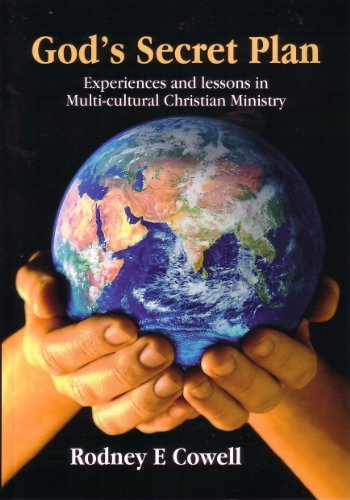 God's Secret Plan
Experiences and lessons in
Multi-cultural Christian Ministry
Rodney E Cowell